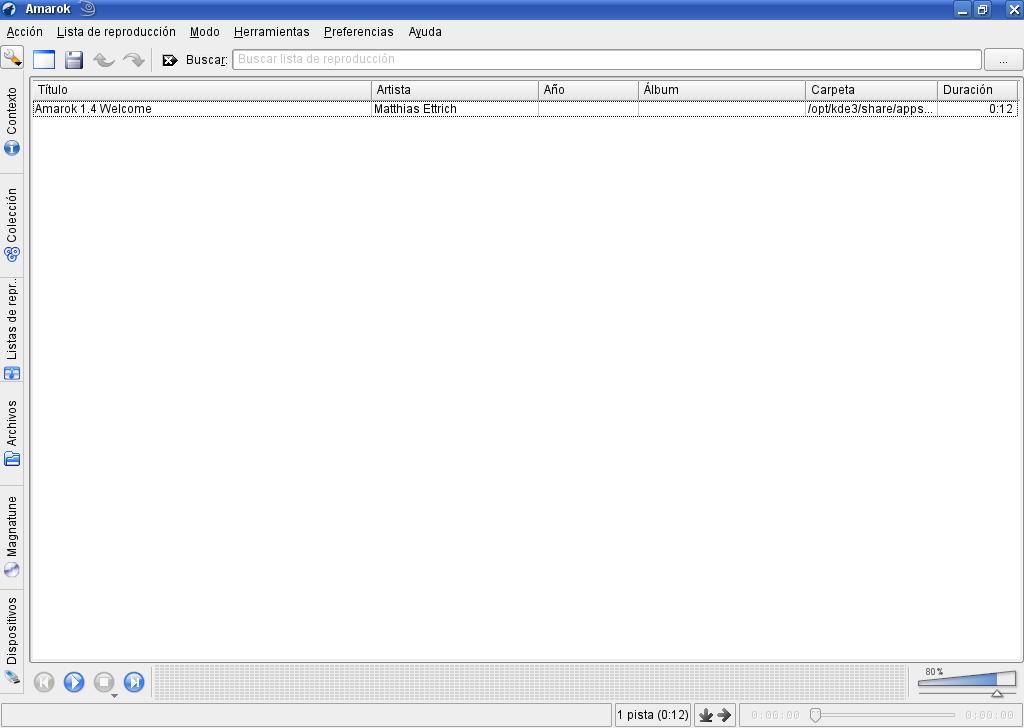 Amarok
Acción Lista de reproducción Modo Herramientas Preferencias Ayuda
Buscar: Buscar lista de reproducción ...
Título Artista Año Álbum Carpeta Duración
Amarok 1.4 Welcome Matthias Ettrich /opt/kde3/share/apps... 0:12
Contexto
Colección
Listas de repr..
Archivos
Magnatune
Dispositivos
80%
1 pista (0:12) 0:00:00 0:00:00